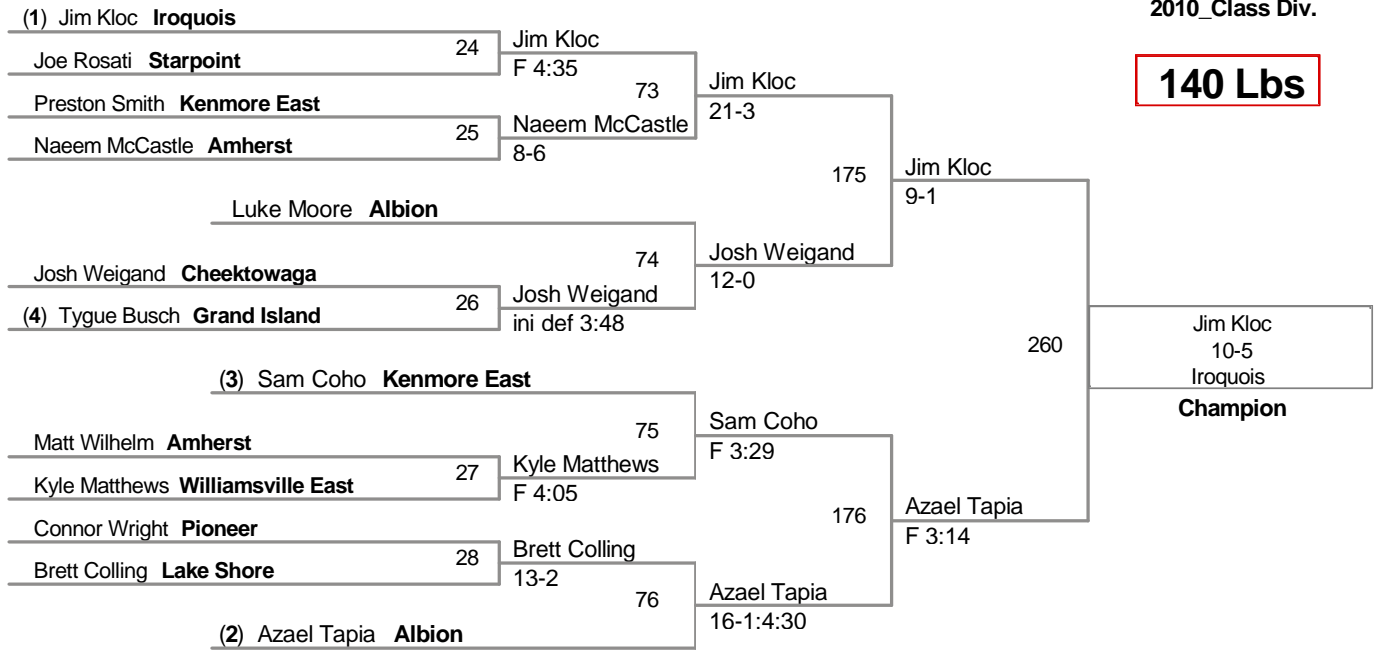 2010_Class Div.
140 Lbs
(1) Jim Kloc Iroquois
Joe Rosati Starpoint
24
Jim Kloc
F 4:35
Preston Smith Kenmore East
Naeem McCastle Amherst
25
Naeem McCastle
8-6
73
Jim Kloc
21-3
Luke Moore Albion
Josh Weigand Cheektowaga
(4) Tygue Busch Grand Island
26
Josh Weigand
ini def 3:48
74
Josh Weigand
12-0
175
Jim Kloc
9-1
(3) Sam Coho Kenmore East
Matt Wilhelm Amherst
Kyle Matthews Williamsville East
27
Kyle Matthews
F 4:05
75
Sam Coho
F 3:29
Connor Wright Pioneer
Brett Colling Lake Shore
28
Brett Colling
13-2
(2) Azael Tapia Albion
76
Azael Tapia
16-1:4:30
176
Azael Tapia
F 3:14
260
Jim Kloc
10-5
Iroquois
Champion